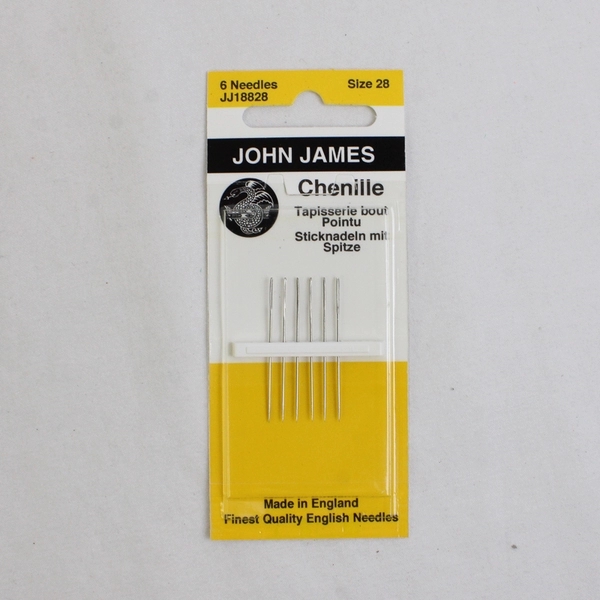 6 Needles Size 28
JJ18828
JOHN JAMES
Chenille
Tapisserie bout
Pointu
Sticknadeln mit
Spitze
Made in England
Finest Quality English Needles